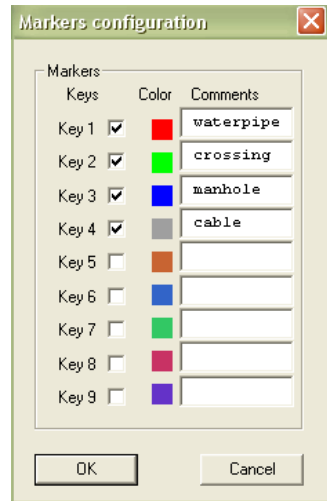 Markers configuration
Markers
Keys Color Comments
Key 1 waterpipe
Key 2 crossing
Key 3 manhole
Key 4 cable
Key 5
Key 6
Key 7
Key 8
Key 9
OK Cancel